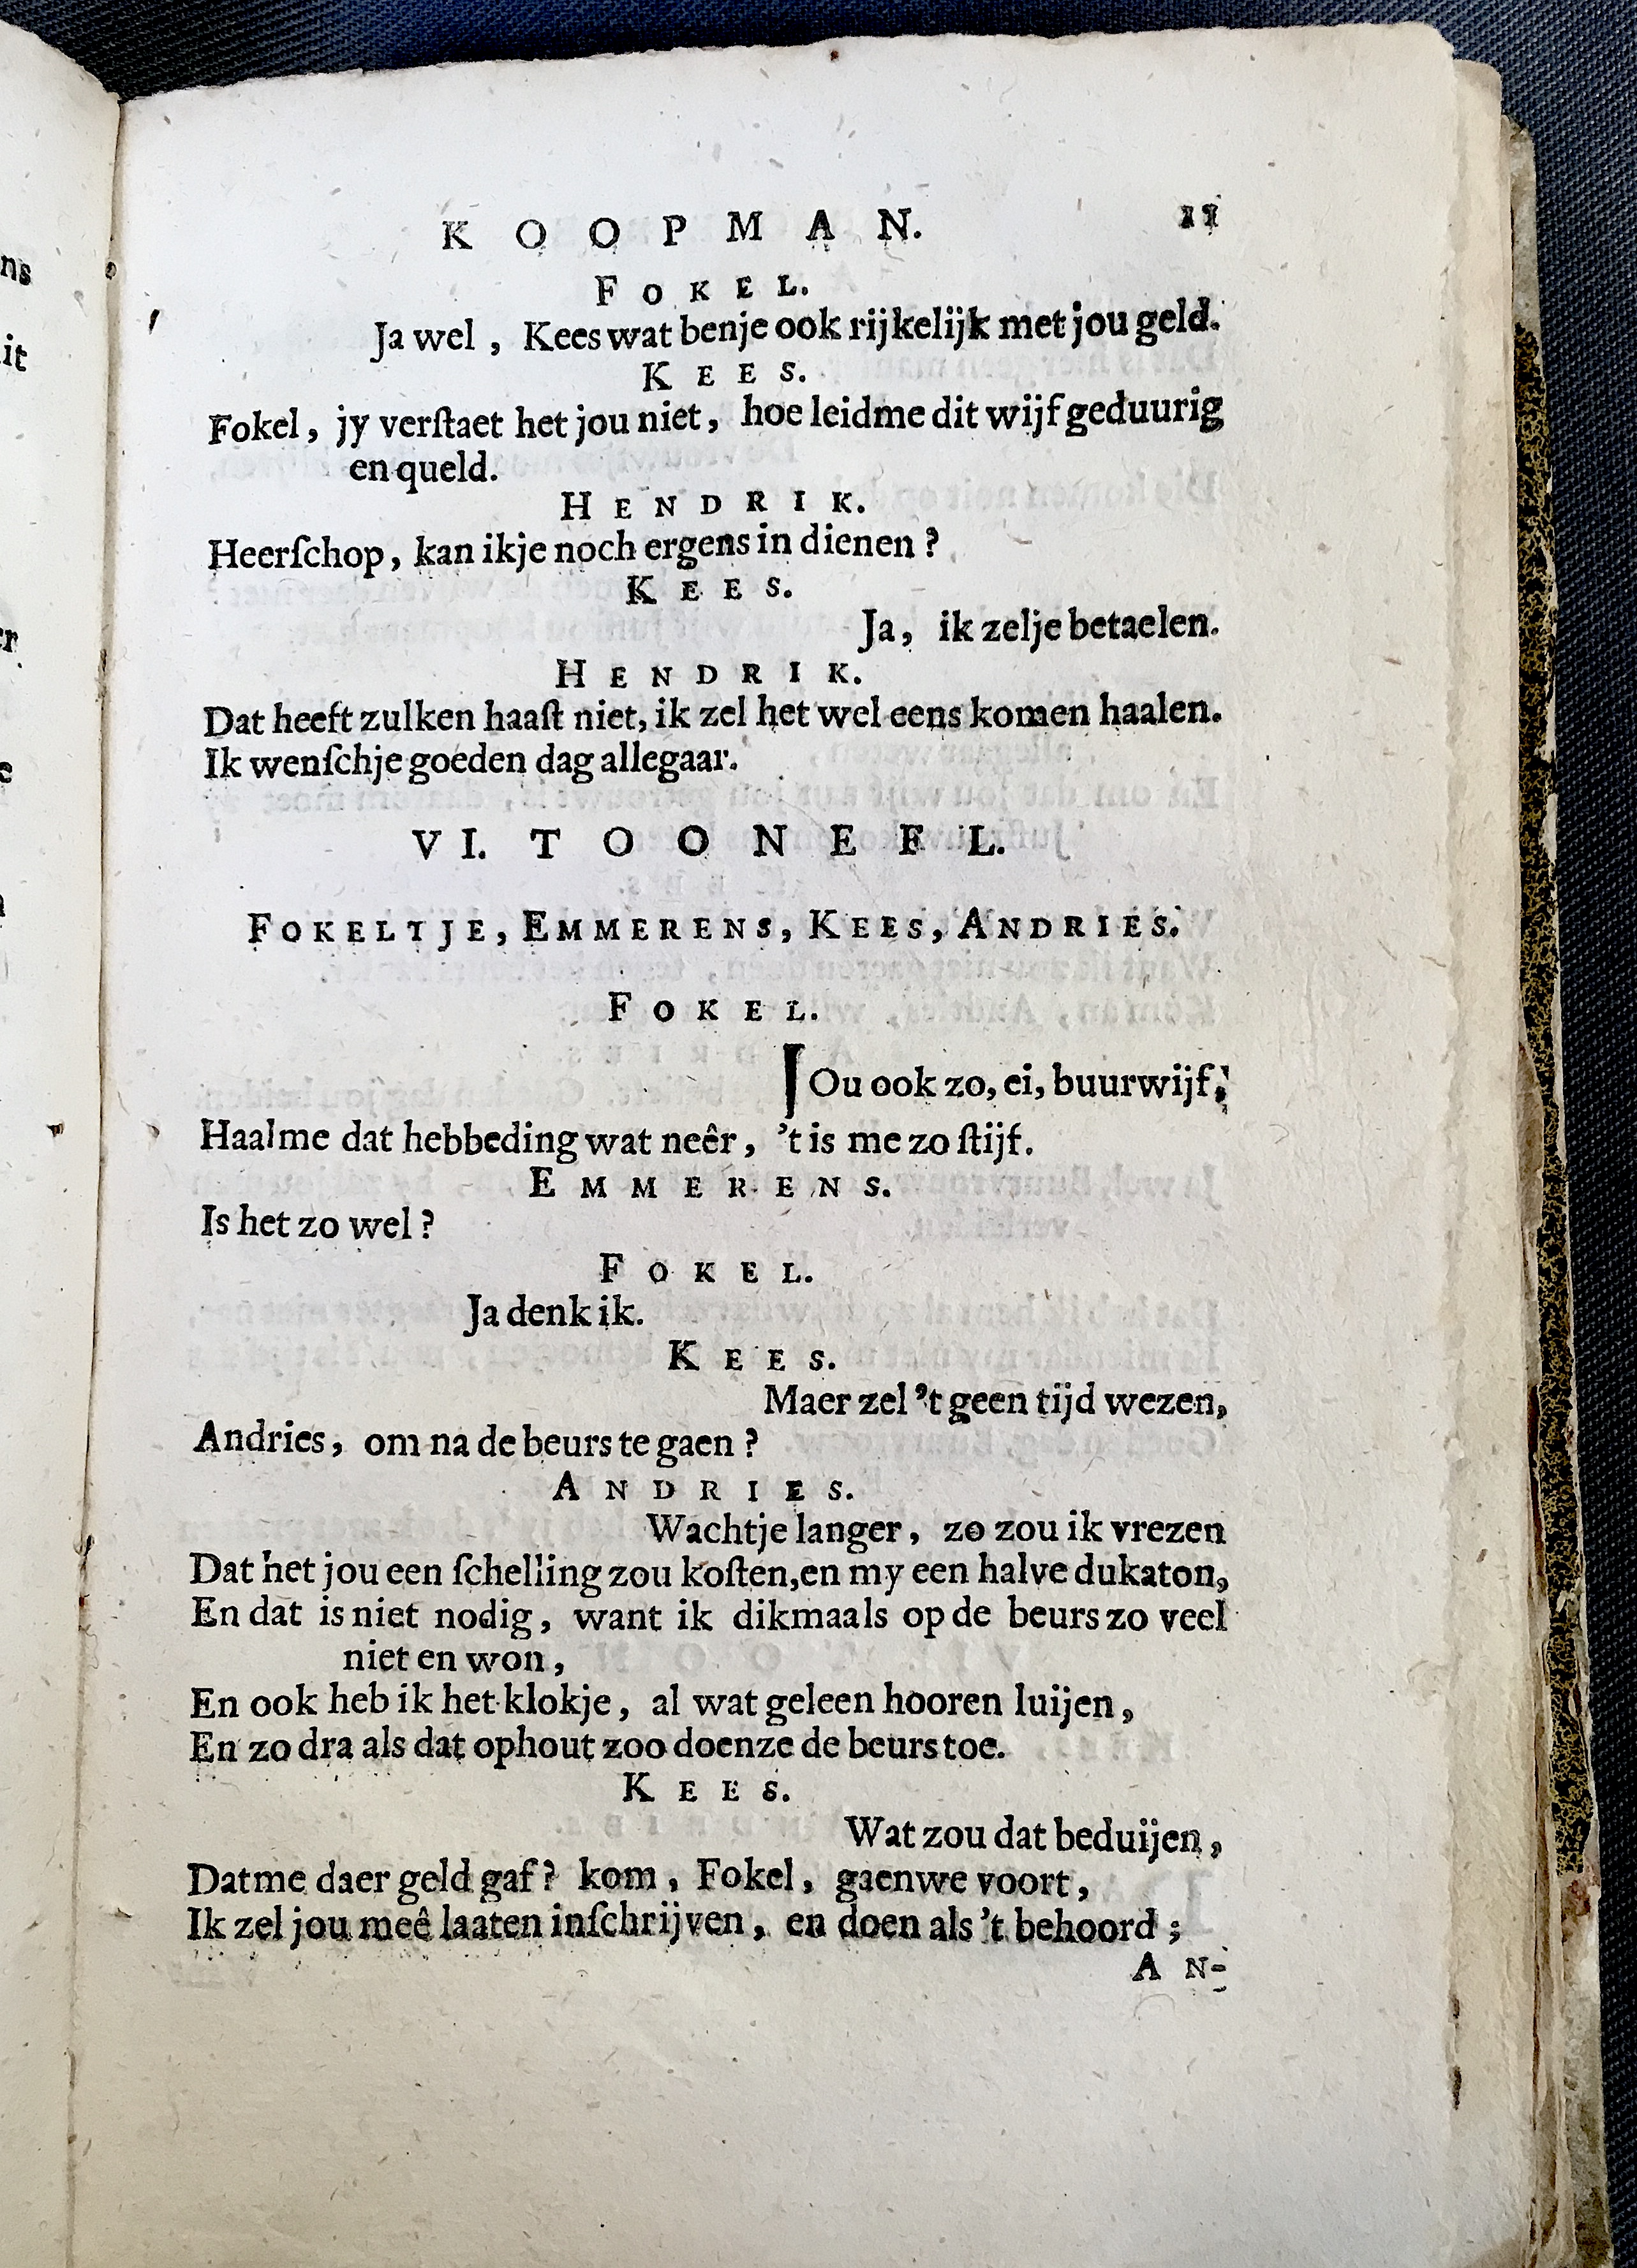 KOOPMAN. 11
FOKEL.
Ja wel, Kees wat benje ook rijkelijk met jou geld.
KEES.
Fokel, jy verſtaet het jou niet, hoe leidme dit wijf geduurig
en queld.
HENDRIK.
Heerſchop, kan ikje noch ergens in dienen?
KEES.
Ja, ik zelje betaelen.
HENDRIK.
Dat heeft zulken haaſt niet, ik zel het wel eens komen haalen.
Ik wenſchje goeden dag allegaar.
VI. TOONEEL.
FOKELTJE, EMMERENS, KEES, ANDRIES.
FOKEL.
JOu ook zo, ei, buurwijf,
Haalme dat hebbeding wat neêr, 't is me zo ſtijf.
EMMERENS.
Is het zo wel?
FOKEL.
Ja denk ik.
KEES.
Maer zel 't geen tijd wezen,
Andries, om na de beurs te gaen?
ANDRIES.
Wachtje langer, zo zou ik vrezen
Dat het jou een ſchelling zou koſten, en my een halve dukaton,
En dat is niet nodig, want ik dikmaals op de beurs zo veel
niet en won,
En ook heb ik het klokje, al wat geleen hooren luijen,
En zo dra als dat ophout zoo doenze de beurs toe.
KEES.
Wat zou dat beduijen,
Datme daer geld gaf? kom, Fokel, gaenwe voort,
Ik zel jou meê laaten inſchrijven, en doen als 't behoord;
AN-
ns
it